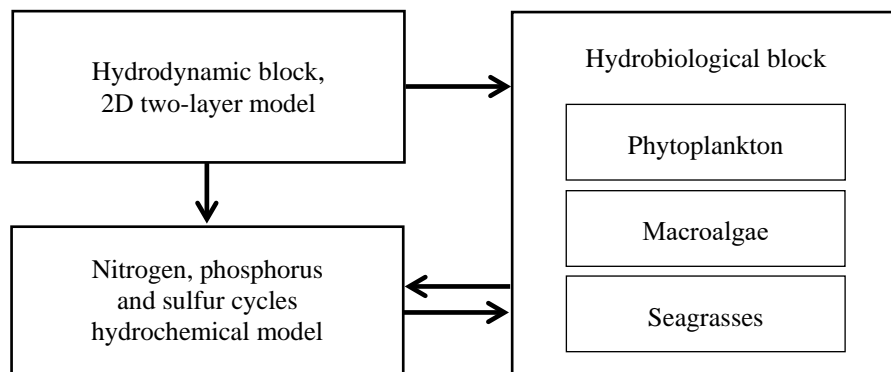 Hydrodynamic block,
2D two-layer model
Nitrogen, phosphorus
and sulfur cycles
hydrochemical model
Hydrobiological block
Phytoplankton
Macroalgae
Seagrasses